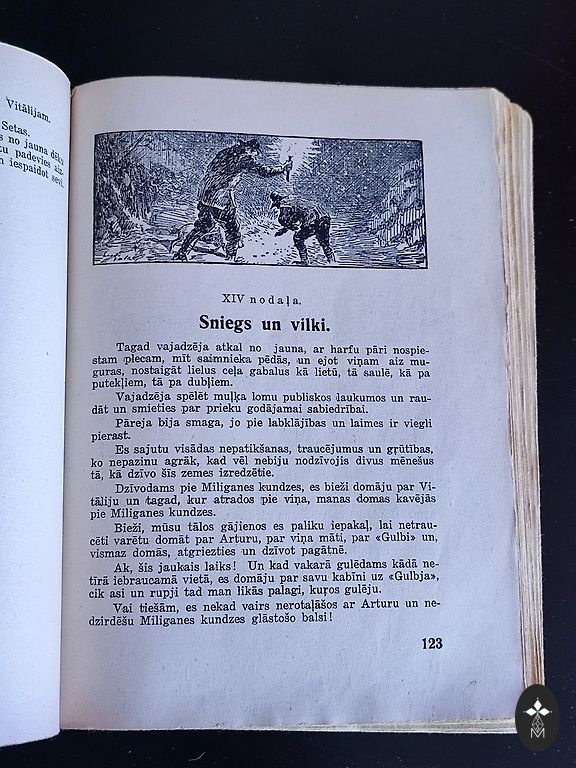 Vitālijam.
Setas.
s no jauna dēku
tu padevies aiz-
n iespaidot sevi.
XIV nodaļa.
Sniegs un vilki.
Tagad vajadzēja atkal no jauna, ar harfu pāri nospie-
stam plecam, mīt saimnieka pēdās, un ejot viņam aiz mu-
guras, nostaigāt lielus ceļa gabalus kā lietū, tā saulē, kā pa
putekļiem, tā pa dubļiem.
Vajadzēja spēlēt muļķa lomu publiskos laukumos un rau-
dāt un smieties par prieku godājamai sabiedrībai.
Pāreja bija smaga, jo pie labklājības un laimes ir viegli
pierast.
Es sajutu visādas nepatikšanas, traucējumus un grūtības,
ko nepazinu agrāk, kad vēl nebiju nodzīvojis divus mēnešus
tā, kā dzīvo šīs zemes izredzētie.
Dzīvodams pie Miliganes kundzes, es bieži domāju par Vi-
tāliju un tagad, kur atrados pie viņa, manas domas kavējās
pie Miliganes kundzes.
Bieži, mūsu tālos gājienos es paliku iepakaļ, lai netrau-
cēti varētu domāt par Arturu, par viņa māti, par «Gulbi» un,
vismaz domās, atgriezties un dzīvot pagātnē.
Ak, šis jaukais laiks! Un kad vakarā gulēdams kādā ne-
tīrā iebraucamā vietā, es domāju par savu kabīni uz «Gulbja»,
cik asi un rupji tad man likās palagi, kuŗos gulēju.
Vai tiešām, es nekad vairs nerotaļāšos ar Arturu un ne-
dzirdēšu Miliganes kundzes glāstošo balsi!
123